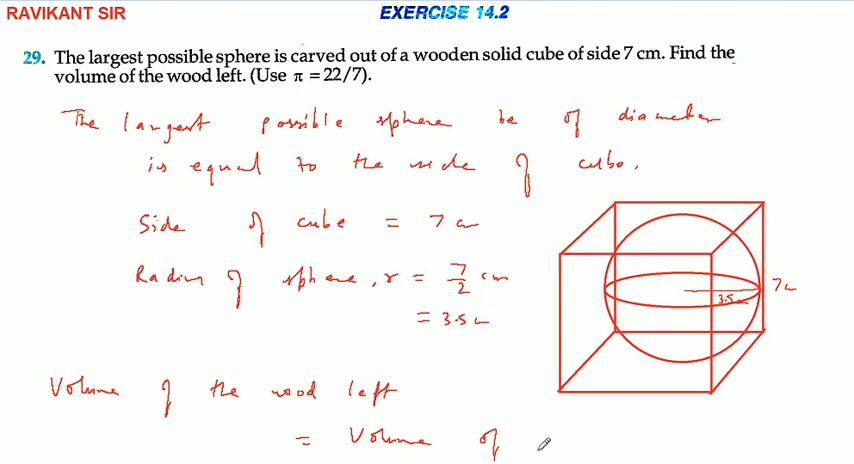 RAVIKANT SIR
EXERCISE 14.2
29. The largest possible sphere is carved out of a wooden solid cube of side 7 cm. Find the
volume of the wood left. (Use π = 22/7).
The largest possible sphere be of diameter
is equal to the side of cube.
Side of cube = 7 cm
Radius of sphere, r = 7/2 cm
= 3.5 cm
3.5 cm
7 cm
Volume of the wood left
= Volume of